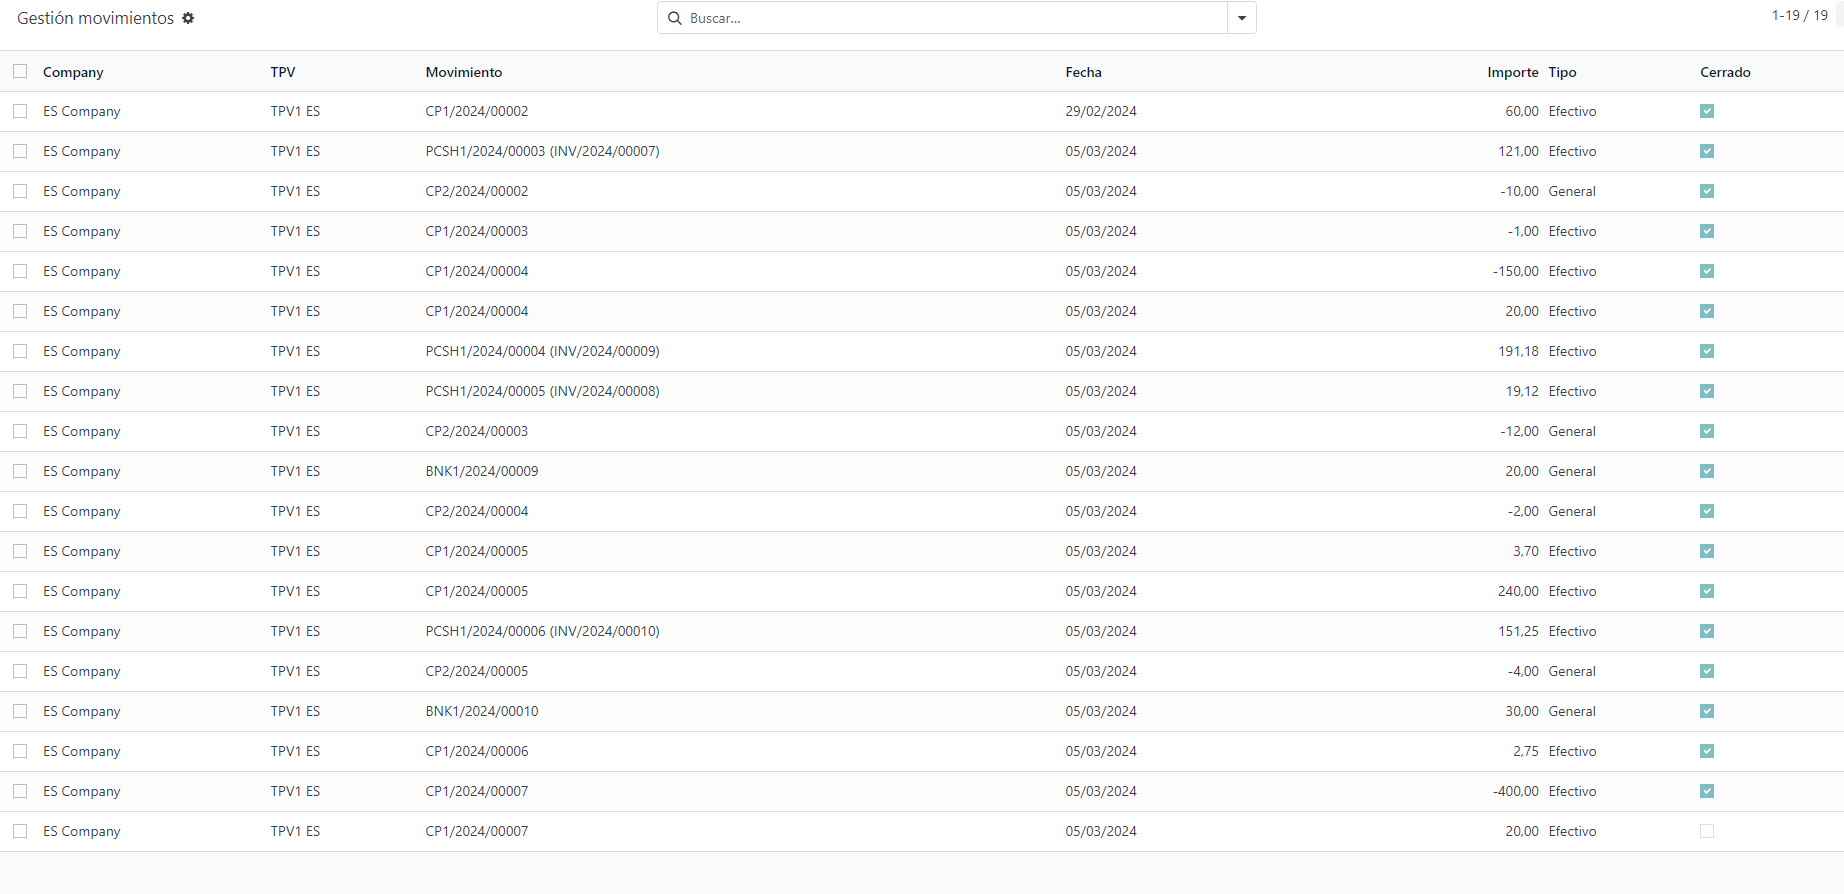 Gestión movimientos
Buscar...
1-19 / 19
Company TPV Movimiento Fecha Importe Tipo Cerrado
ES Company TPV1 ES CP1/2024/00002 29/02/2024 60,00 Efectivo
ES Company TPV1 ES PCSH1/2024/00003 (INV/2024/00007) 05/03/2024 121,00 Efectivo
ES Company TPV1 ES CP2/2024/00002 05/03/2024 -10,00 General
ES Company TPV1 ES CP1/2024/00003 05/03/2024 -1,00 Efectivo
ES Company TPV1 ES CP1/2024/00004 05/03/2024 -150,00 Efectivo
ES Company TPV1 ES CP1/2024/00004 05/03/2024 20,00 Efectivo
ES Company TPV1 ES PCSH1/2024/00004 (INV/2024/00009) 05/03/2024 191,18 Efectivo
ES Company TPV1 ES PCSH1/2024/00005 (INV/2024/00008) 05/03/2024 19,12 Efectivo
ES Company TPV1 ES CP2/2024/00003 05/03/2024 -12,00 General
ES Company TPV1 ES BNK1/2024/00009 05/03/2024 20,00 General
ES Company TPV1 ES CP2/2024/00004 05/03/2024 -2,00 General
ES Company TPV1 ES CP1/2024/00005 05/03/2024 3,70 Efectivo
ES Company TPV1 ES CP1/2024/00005 05/03/2024 240,00 Efectivo
ES Company TPV1 ES PCSH1/2024/00006 (INV/2024/00010) 05/03/2024 151,25 Efectivo
ES Company TPV1 ES CP2/2024/00005 05/03/2024 -4,00 General
ES Company TPV1 ES BNK1/2024/00010 05/03/2024 30,00 General
ES Company TPV1 ES CP1/2024/00006 05/03/2024 2,75 Efectivo
ES Company TPV1 ES CP1/2024/00007 05/03/2024 -400,00 Efectivo
ES Company TPV1 ES CP1/2024/00007 05/03/2024 20,00 Efectivo